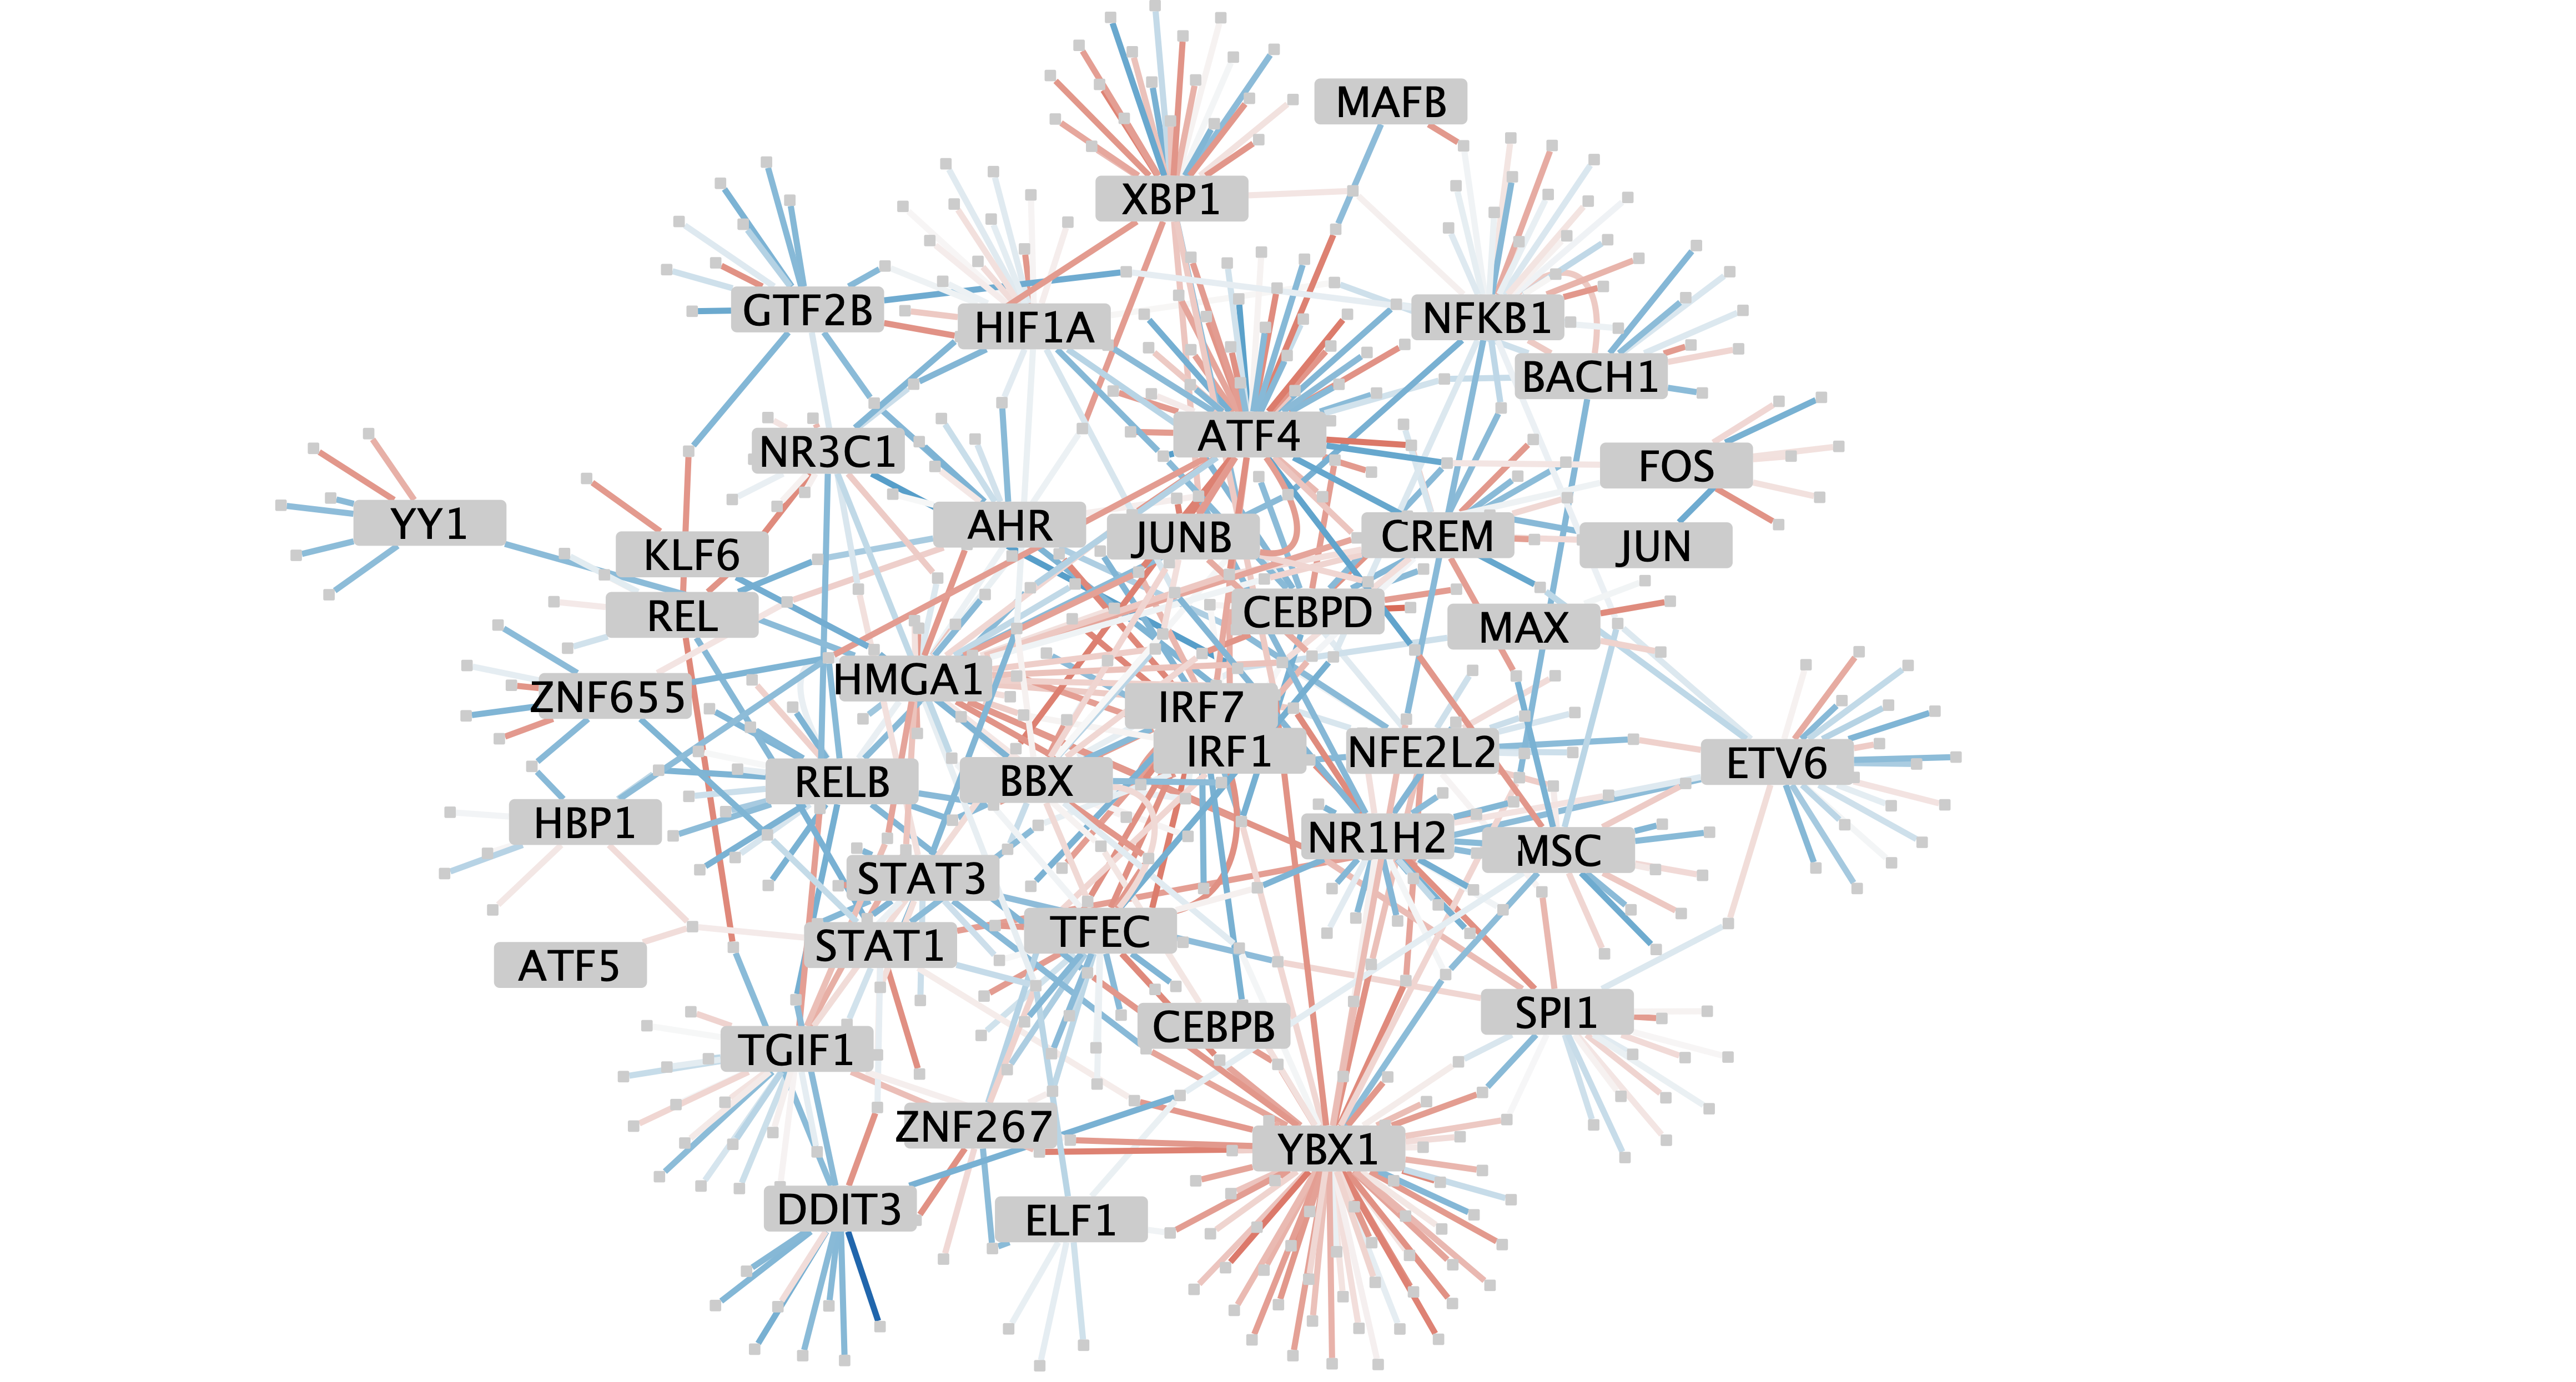 MAFB
XBP1
GTF2B
HIF1A
NFKB1
BACH1
ATF4
NR3C1
FOS
YY1
AHR
JUNB
CREM
JUN
KLF6
REL
CEBPD
MAX
HMGA1
ZNF655
IRF7
IRF1
NFE2L2
ETV6
RELB
BBX
HBP1
NR1H2
MSC
STAT3
TFEC
STAT1
ATF5
SPI1
CEBPB
TGIF1
ZNF267
YBX1
DDIT3
ELF1